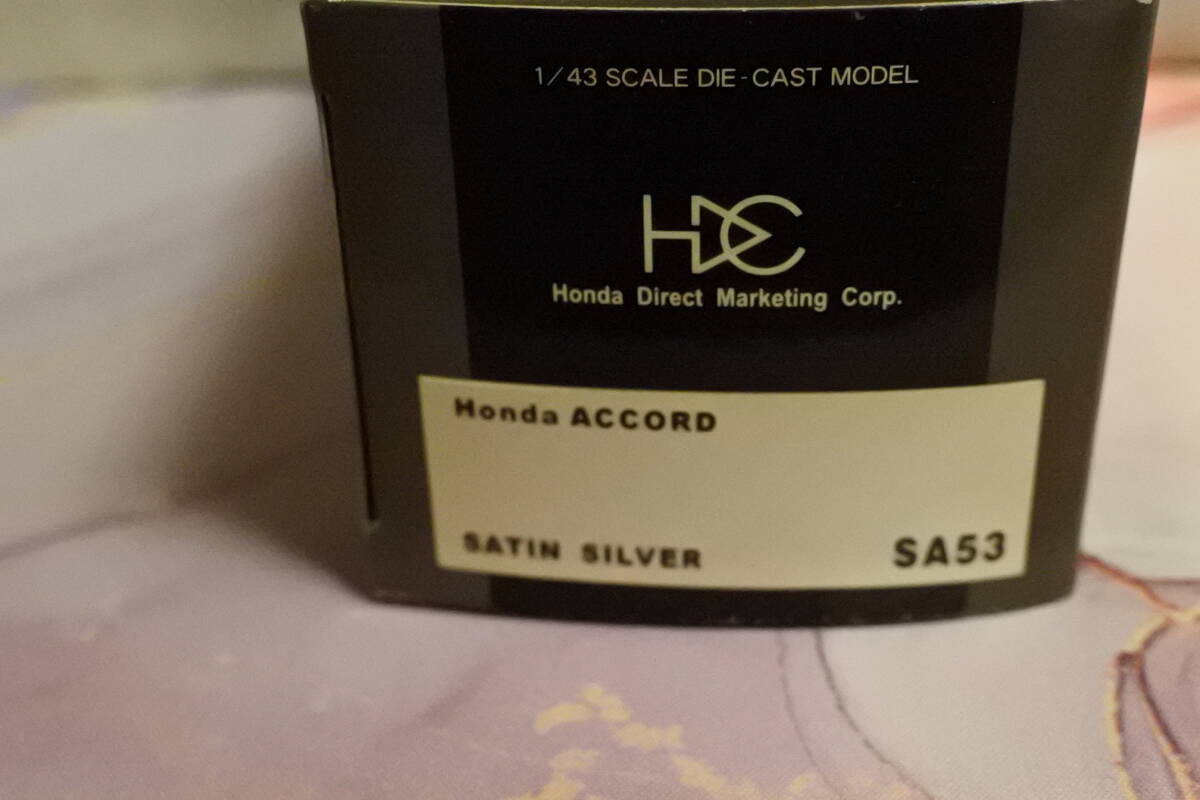 1/43 SCALE DIE-CAST MODEL
HDC
Honda Direct Marketing Corp.
Honda ACCORD
SATIN SILVER SA53